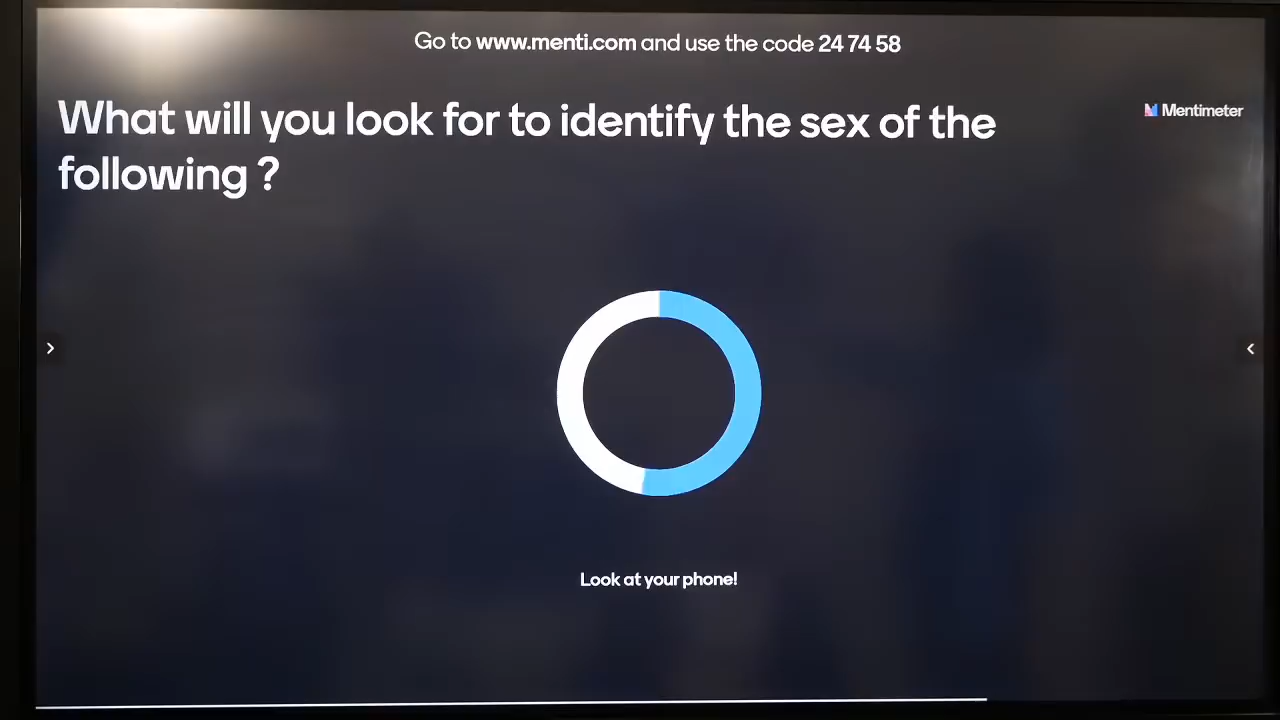 Go to www.menti.com and use the code 24 74 58
What will you look for to identify the sex of the
following ?
Mentimeter
Look at your phone!